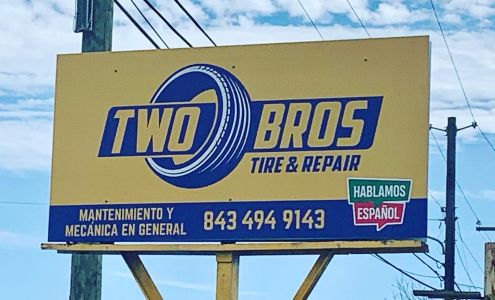 TWO BROS
TIRE & REPAIR
HABLAMOS
ESPAÑOL
MANTENIMIENTO Y
MECÁNICA EN GENERAL
843 494 9143